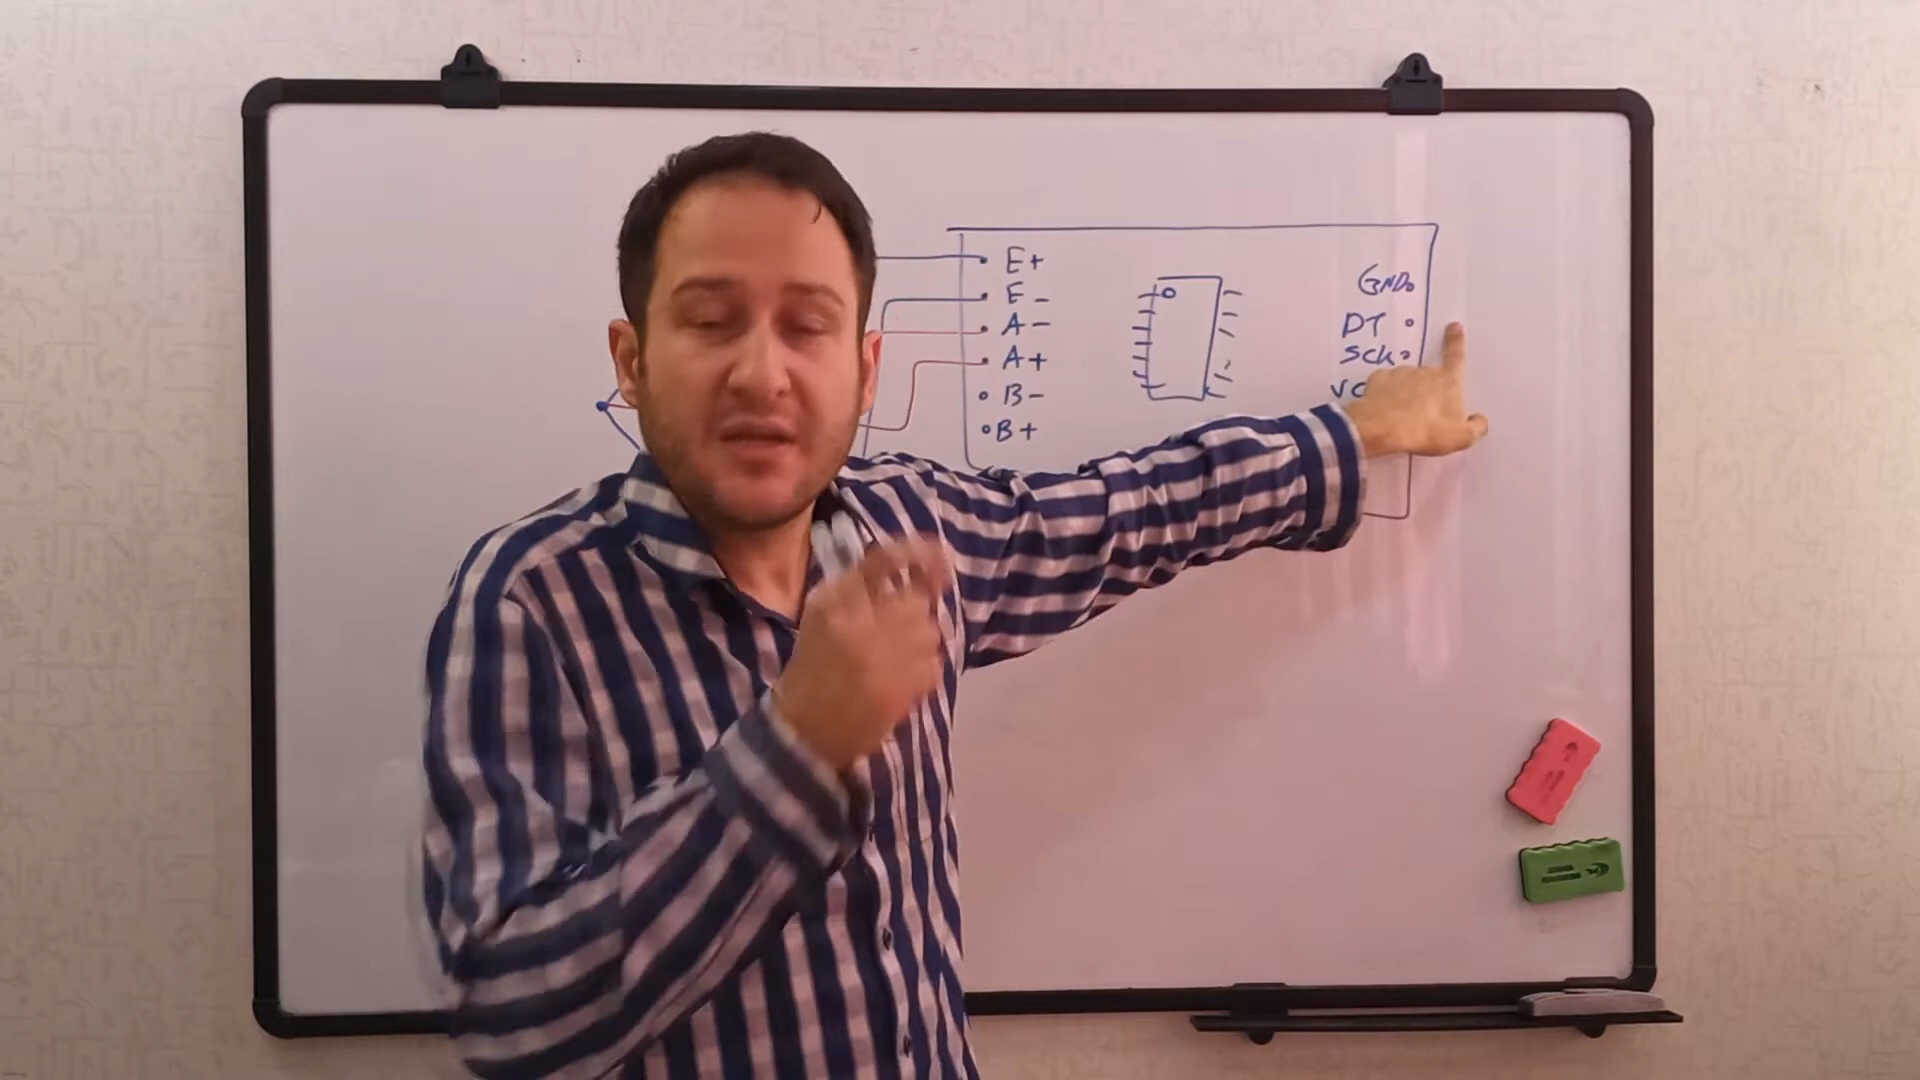 E+
E-
A-
A+
B-
B+
GND
DT
SCK